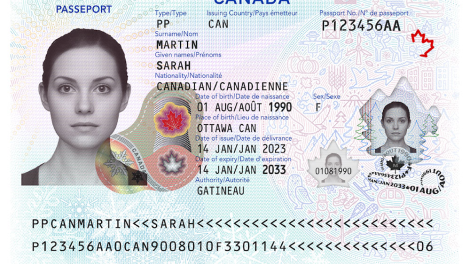 CANADA
PASSEPORT
Type/Type Issuing Country/Pays émetteur Passport No./N° de passeport
PP CAN P123456AA
Surname/Nom
MARTIN
Given names/Prénoms
SARAH
Nationality/Nationalité
CANADIAN/CANADIENNE
Date of birth/Date de naissance Sex/Sexe
01 AUG/AOÛT 1990 F
Place of birth/Lieu de naissance
OTTAWA CAN
Date of issue/Date de délivrance
14 JAN/JAN 2023
Date of expiry/Date d'expiration
14 JAN/JAN 2033
01081990
Authority/Autorité
GATINEAU
PPCANMARTIN<<SARAH<<<<<<<<<<<<<<<<<<<<<<<<<<
P123456AA0CAN9008010F3301144<<<<<<<<<<<<<<06